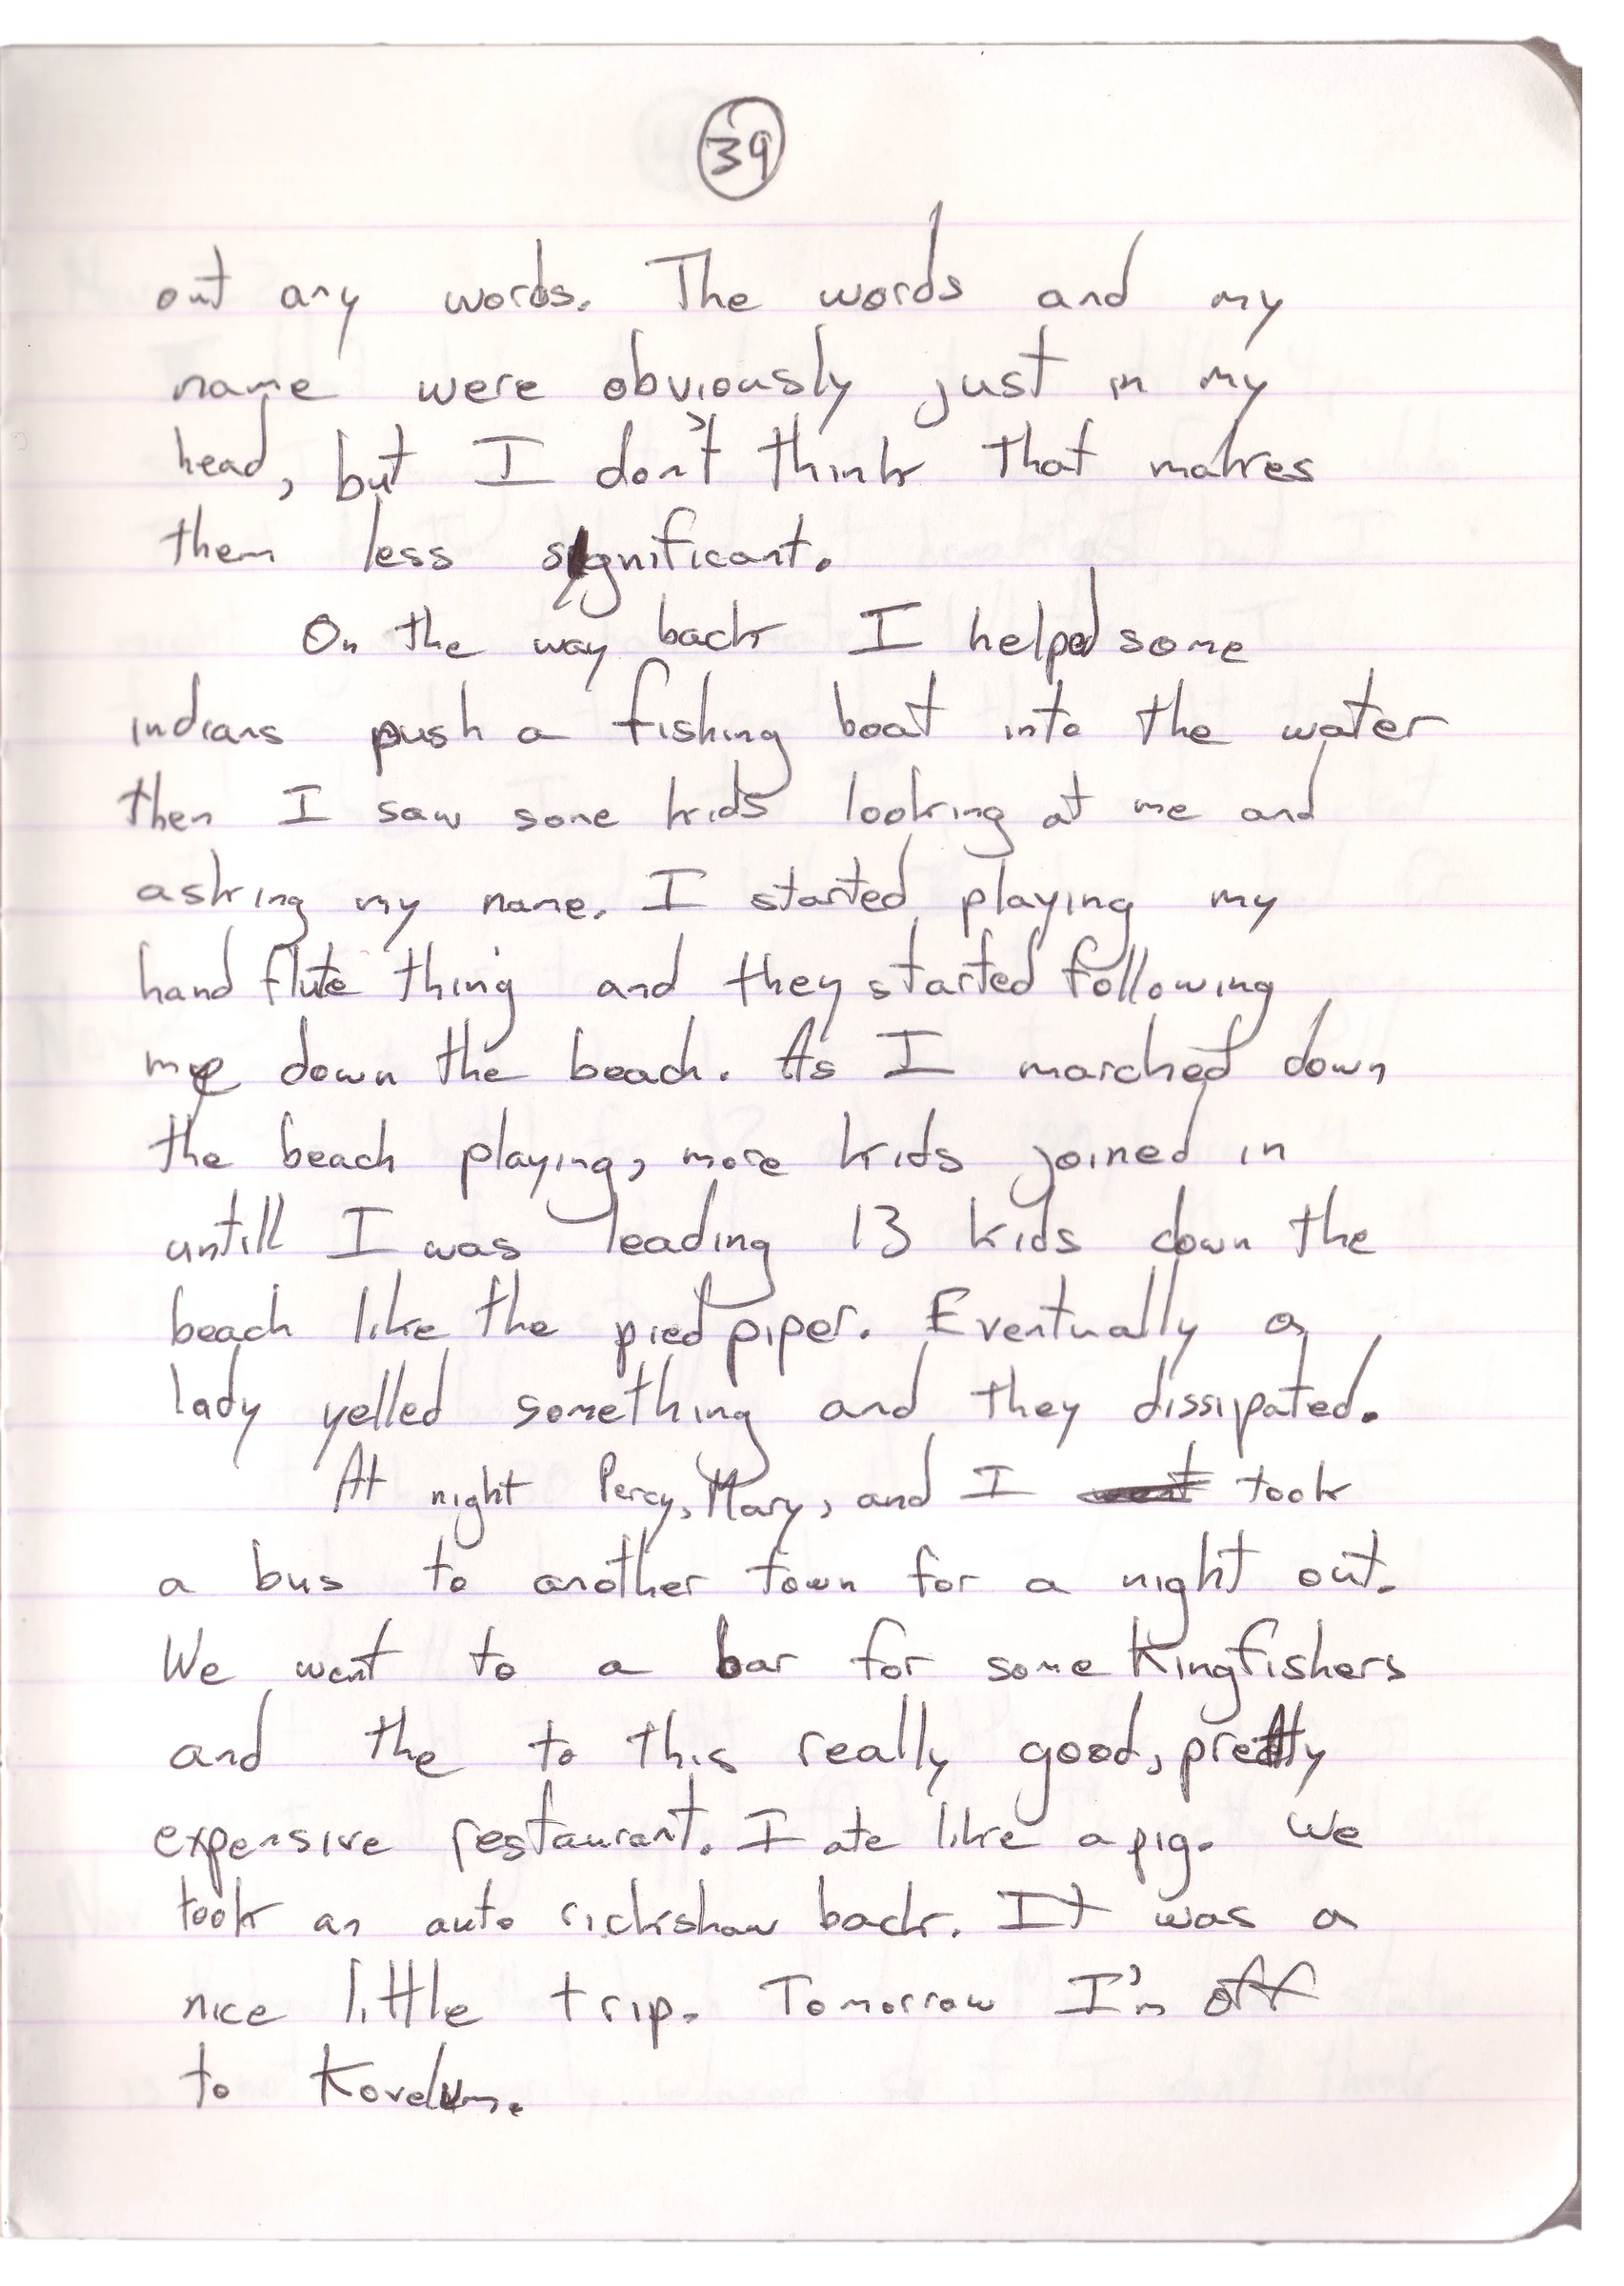 39
out any words. The words and my
name were obviously just in my
head, but I don't think that makes
them less significant.
On the way back I helped some
indians push a fishing boat into the water
then I saw some kids looking at me and
asking my name. I started playing my
hand flute thing and they started following
me down the beach. As I marched down
the beach playing, more kids joined in
untill I was leading 13 kids down the
beach like the pied piper. Eventually a
lady yelled something and they dissipated.
At night Percy, Mary, and I went took
a bus to another town for a night out.
We went to a bar for some Kingfishers
and the to this really good, pretty
expensive restaurant. I ate like a pig. We
took an auto rickshaw back. It was a
nice little trip. Tomorrow I'm off
to Kovelum.